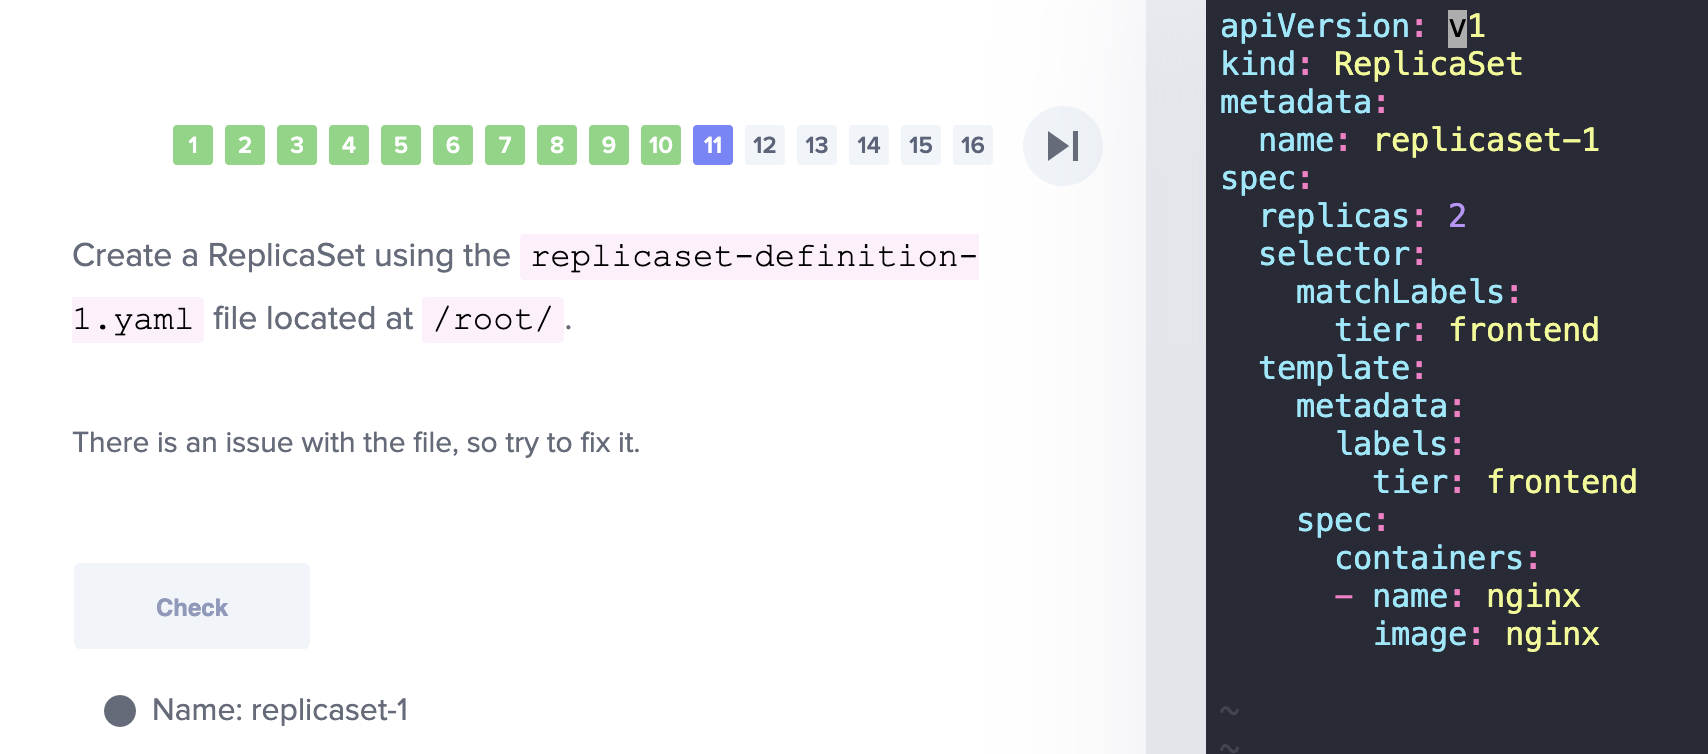 1 2 3 4 5 6 7 8 9 10 11 12 13 14 15 16
Create a ReplicaSet using the replicaset-definition-
1.yaml file located at /root/.
There is an issue with the file, so try to fix it.
Check
Name: replicaset-1
apiVersion: v1
kind: ReplicaSet
metadata:
  name: replicaset-1
spec:
  replicas: 2
  selector:
    matchLabels:
      tier: frontend
  template:
    metadata:
      labels:
        tier: frontend
    spec:
      containers:
      - name: nginx
        image: nginx
~
~